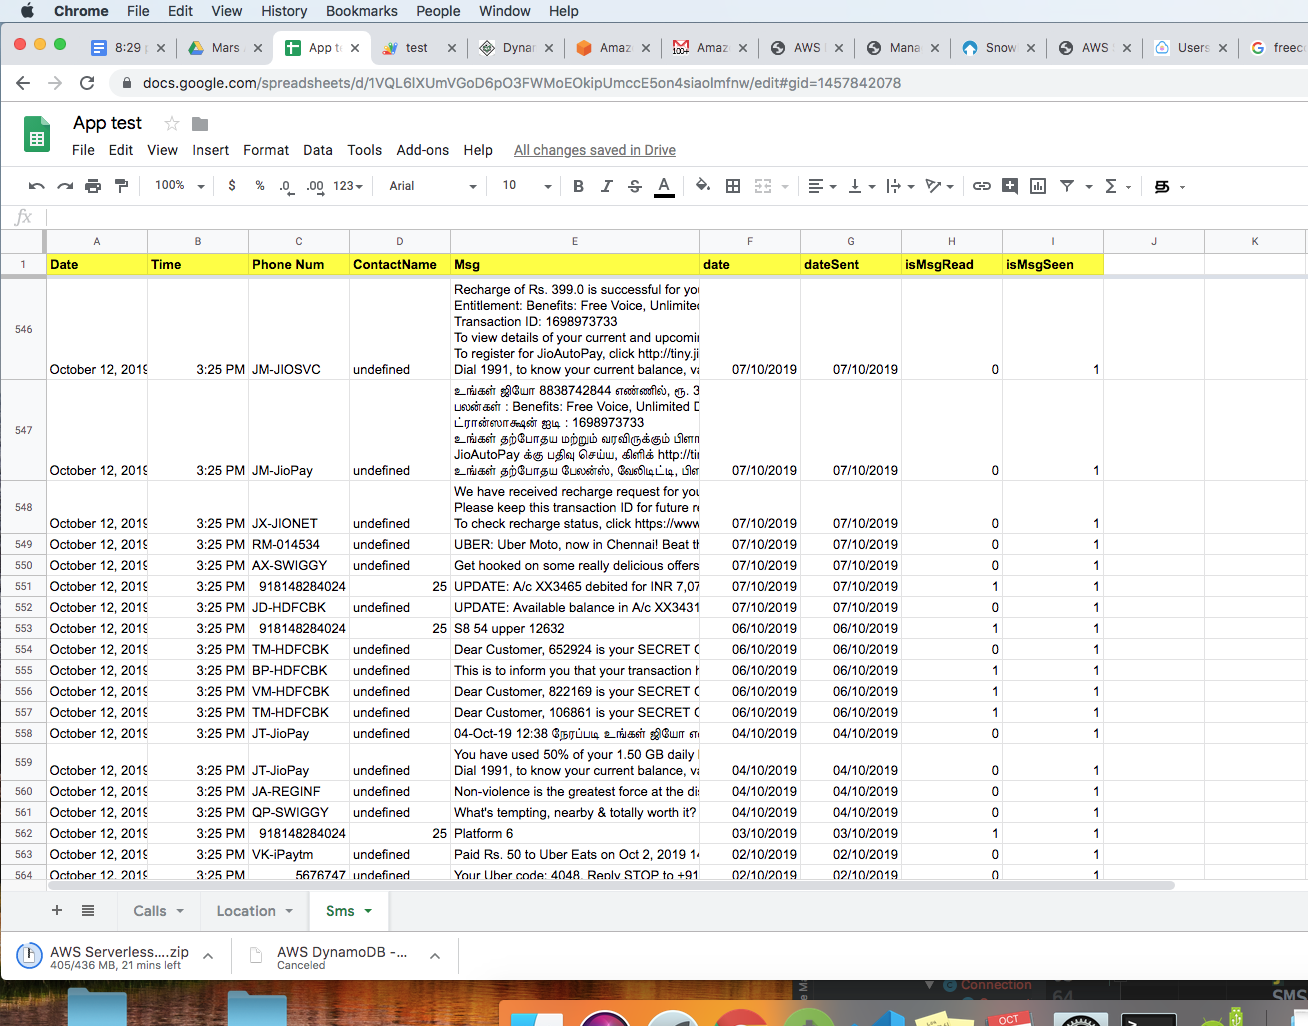 Chrome File Edit View History Bookmarks People Window Help
8:29 Mars App te test Dynar Amaz Amaz AWS Mana Snow AWS Users freec
docs.google.com/spreadsheets/d/1VQL6lXUmVGoD6pO3FWMoEOkipUmccE5on4siaolmfnw/edit#gid=1457842078
App test
File Edit View Insert Format Data Tools Add-ons Help All changes saved in Drive
100% $ % .0 .00 123 Arial 10 B I S A
fx
A B C D E F G H I J K
1 Date Time Phone Num ContactName Msg date dateSent isMsgRead isMsgSeen
Recharge of Rs. 399.0 is successful for you
Entitlement: Benefits: Free Voice, Unlimited
Transaction ID: 1698973733
To view details of your current and upcomin
To register for JioAutoPay, click http://tiny.ji
546 October 12, 2019 3:25 PM JM-JIOSVC undefined Dial 1991, to know your current balance, va 07/10/2019 07/10/2019 0 1
உங்கள் ஜியோ 8838742844 எண்ணில், ரூ. 3
பலன்கள் : Benefits: Free Voice, Unlimited D
ட்ரான்ஸாக்ஷன் ஐடி : 1698973733
உங்கள் தற்போதய மற்றும் வரவிருக்கும் பிளா
JioAutoPay க்கு பதிவு செய்ய, கிளிக் http://ti
547 October 12, 2019 3:25 PM JM-JioPay undefined உங்கள் தற்போதய பேலன்ஸ், வேலிடிட்டி, பிள 07/10/2019 07/10/2019 0 1
We have received recharge request for you
Please keep this transaction ID for future re
548 October 12, 2019 3:25 PM JX-JIONET undefined To check recharge status, click https://www 07/10/2019 07/10/2019 0 1
549 October 12, 2019 3:25 PM RM-014534 undefined UBER: Uber Moto, now in Chennai! Beat th 07/10/2019 07/10/2019 0 1
550 October 12, 2019 3:25 PM AX-SWIGGY undefined Get hooked on some really delicious offers 07/10/2019 07/10/2019 0 1
551 October 12, 2019 3:25 PM 918148284024 25 UPDATE: A/c XX3465 debited for INR 7,07 07/10/2019 07/10/2019 1 1
552 October 12, 2019 3:25 PM JD-HDFCBK undefined UPDATE: Available balance in A/c XX3431 07/10/2019 07/10/2019 0 1
553 October 12, 2019 3:25 PM 918148284024 25 S8 54 upper 12632 06/10/2019 06/10/2019 1 1
554 October 12, 2019 3:25 PM TM-HDFCBK undefined Dear Customer, 652924 is your SECRET O 06/10/2019 06/10/2019 0 1
555 October 12, 2019 3:25 PM BP-HDFCBK undefined This is to inform you that your transaction h 06/10/2019 06/10/2019 1 1
556 October 12, 2019 3:25 PM VM-HDFCBK undefined Dear Customer, 822169 is your SECRET O 06/10/2019 06/10/2019 1 1
557 October 12, 2019 3:25 PM TM-HDFCBK undefined Dear Customer, 106861 is your SECRET O 06/10/2019 06/10/2019 1 1
558 October 12, 2019 3:25 PM JT-JioPay undefined 04-Oct-19 12:38 நேரப்படி உங்கள் ஜியோ எ 04/10/2019 04/10/2019 0 1
You have used 50% of your 1.50 GB daily
559 October 12, 2019 3:25 PM JT-JioPay undefined Dial 1991, to know your current balance, va 04/10/2019 04/10/2019 0 1
560 October 12, 2019 3:25 PM JA-REGINF undefined Non-violence is the greatest force at the dis 04/10/2019 04/10/2019 0 1
561 October 12, 2019 3:25 PM QP-SWIGGY undefined What's tempting, nearby & totally worth it? 04/10/2019 04/10/2019 0 1
562 October 12, 2019 3:25 PM 918148284024 25 Platform 6 03/10/2019 03/10/2019 1 1
563 October 12, 2019 3:25 PM VK-iPaytm undefined Paid Rs. 50 to Uber Eats on Oct 2, 2019 14 02/10/2019 02/10/2019 0 1
564 October 12, 2019 3:25 PM 5676747 undefined Your Uber code: 4048. Reply STOP to +91 02/10/2019 02/10/2019 0 1
Calls Location Sms
AWS Serverless....zip AWS DynamoDB -...
405/436 MB, 21 mins left Canceled
Connection
64
SMS
OCT